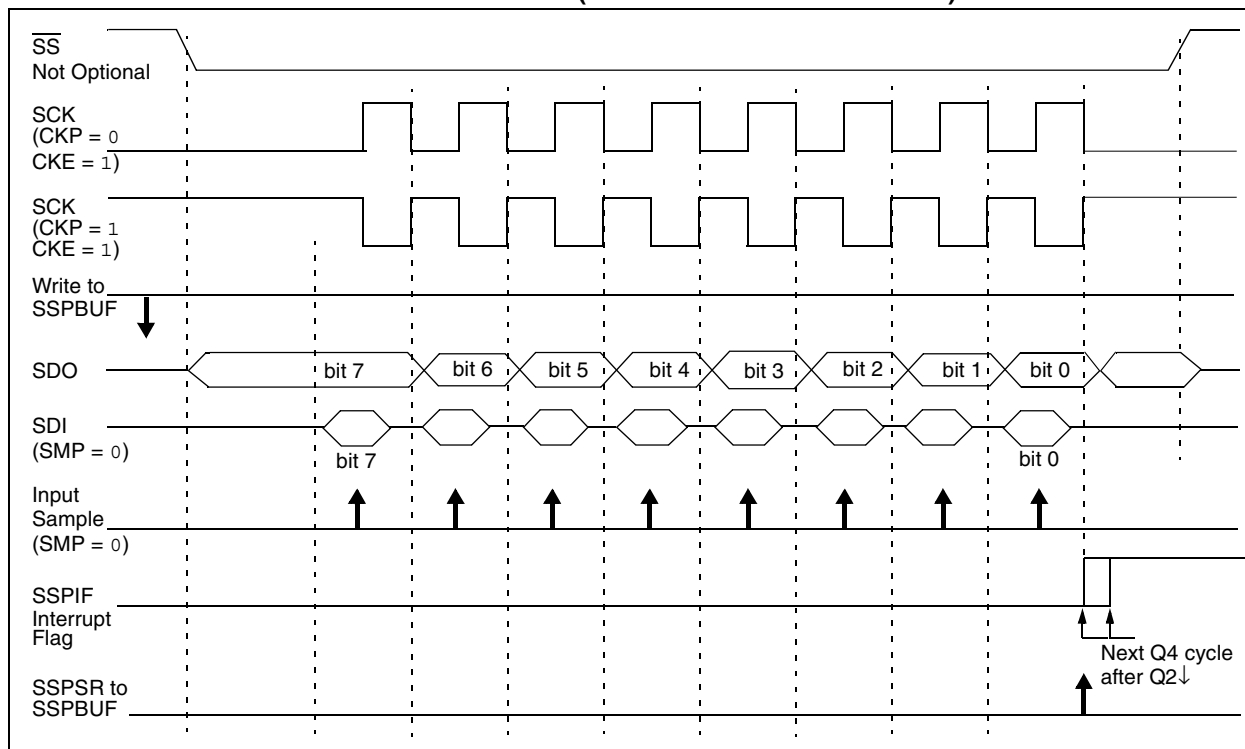 SS
Not Optional
SCK
(CKP = 0
CKE = 1)
SCK
(CKP = 1
CKE = 1)
Write to
SSPBUF
SDO
bit 7
bit 6
bit 5
bit 4
bit 3
bit 2
bit 1
bit 0
SDI
(SMP = 0)
bit 7
bit 0
Input
Sample
(SMP = 0)
SSPIF
Interrupt
Flag
Next Q4 cycle
after Q2↓
SSPSR to
SSPBUF